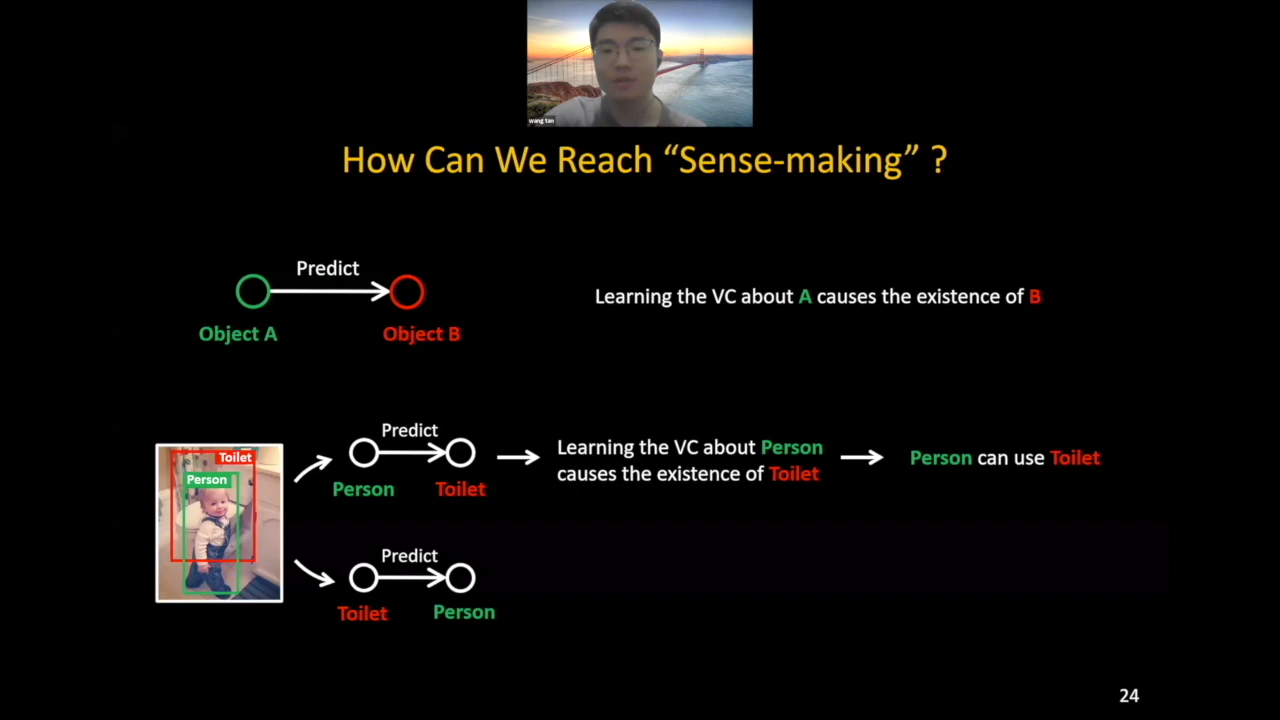 wang tan
How Can We Reach “Sense-making” ?
Predict
Object A
Object B
Learning the VC about A causes the existence of B
Toilet
Person
Predict
Person
Toilet
Learning the VC about Person
causes the existence of Toilet
Person can use Toilet
Predict
Toilet
Person
24